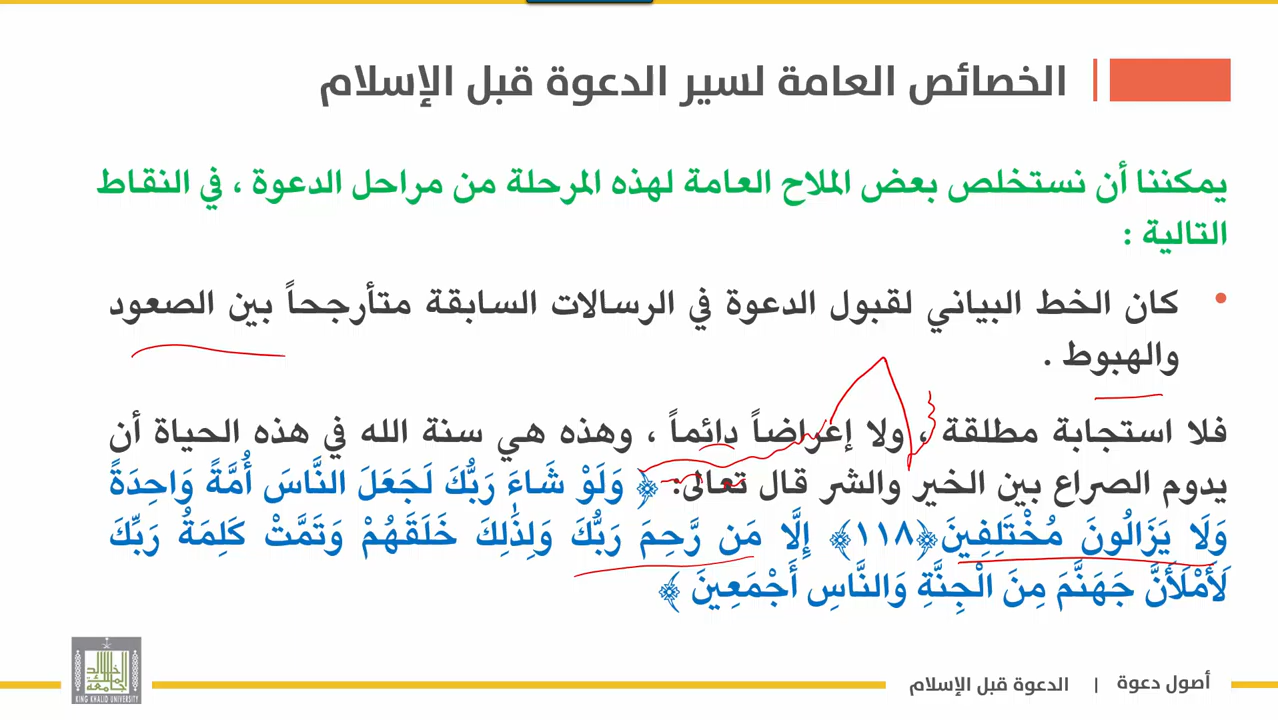 الخصائص العامة لسير الدعوة قبل الإسلام
يمكننا أن نستخلص بعض الملاح العامة لهذه المرحلة من مراحل الدعوة ، في النقاط
التالية :
• كان الخط البياني لقبول الدعوة في الرسالات السابقة متأرجحاً بين الصعود
والهبوط .
فلا استجابة مطلقة ، ولا إعراضاً دائماً ، وهذه هي سنة الله في هذه الحياة أن
يدوم الصراع بين الخير والشر قال تعالى: ﴿ وَلَوْ شَاءَ رَبُّكَ لَجَعَلَ النَّاسَ أُمَّةً وَاحِدَةً
وَلَا يَزَالُونَ مُخْتَلِفِينَ ﴿١١٨﴾ إِلَّا مَن رَّحِمَ رَبُّكَ وَلِذَٰلِكَ خَلَقَهُمْ وَتَمَّتْ كَلِمَةُ رَبِّكَ
لَأَمْلَأَنَّ جَهَنَّمَ مِنَ الْجِنَّةِ وَالنَّاسِ أَجْمَعِينَ ﴾
أصول دعوة | الدعوة قبل الإسلام
KING KHALID UNIVERSITY